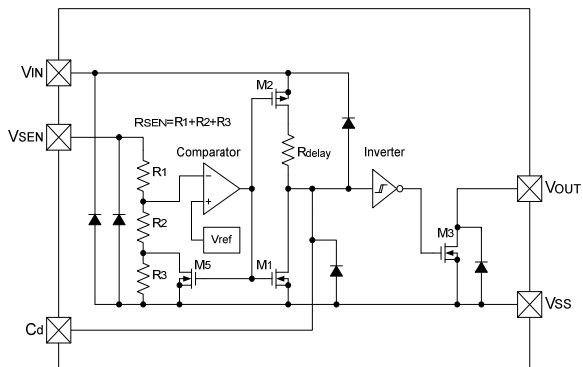 VIN
M2
RSEN=R1+R2+R3
VSEN
Comparator
Rdelay
Inverter
R1
−
+
VOUT
R2
Vref
M3
R3
M5
M1
VSS
Cd